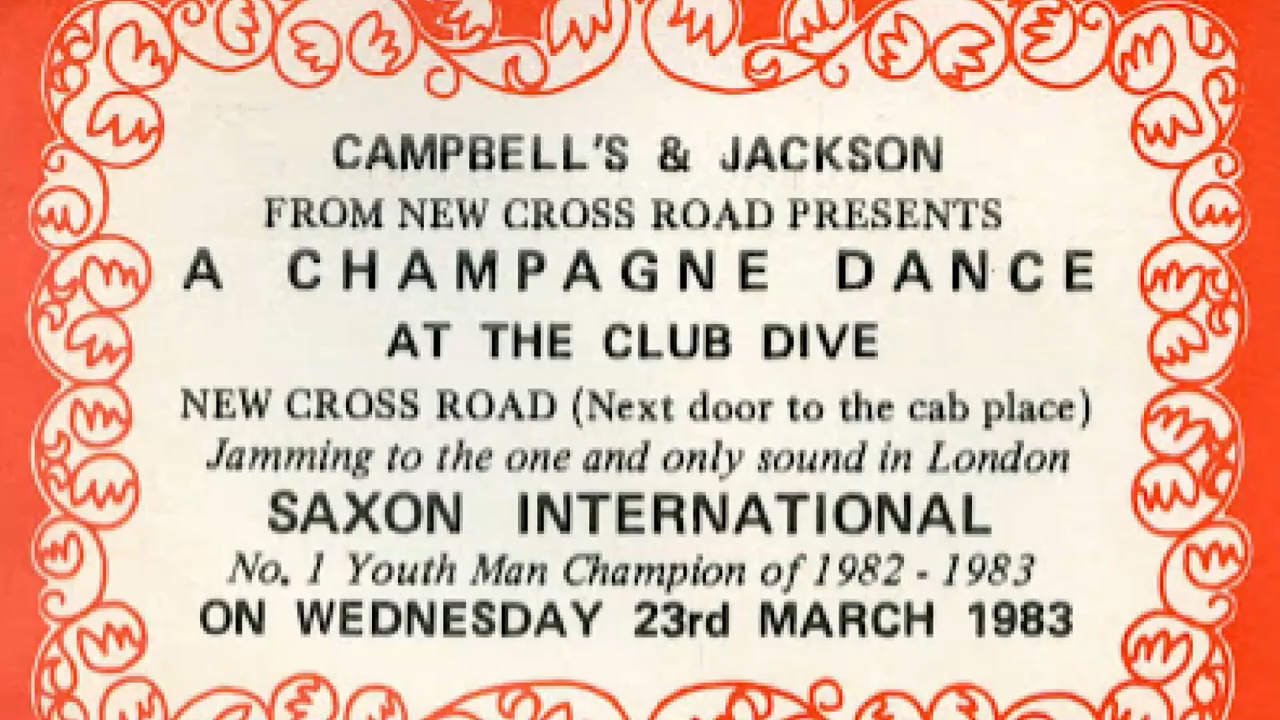 CAMPBELL'S & JACKSON
FROM NEW CROSS ROAD PRESENTS
A CHAMPAGNE DANCE
AT THE CLUB DIVE
NEW CROSS ROAD (Next door to the cab place)
Jamming to the one and only sound in London
SAXON INTERNATIONAL
No. 1 Youth Man Champion of 1982 - 1983
ON WEDNESDAY 23rd MARCH 1983